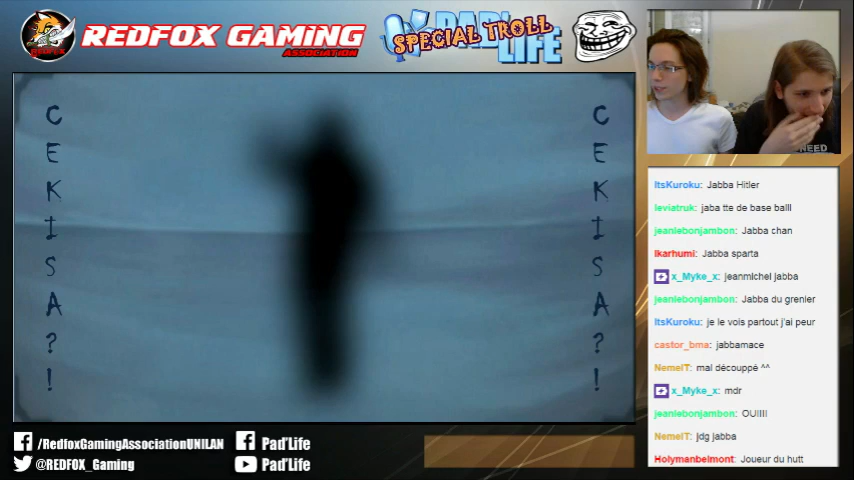 REDFOX GAMING
ASSOCIATION
REDFOX
PAD'LIFE
SPECIAL TROLL
C
E
K
I
S
A
?
!
C
E
K
I
S
A
?
!
NEED
ItsKuroku: Jabba Hitler
leviatruk: jaba tte de base balll
jeanlebonjambon: Jabba chan
Ikarhumi: Jabba sparta
x_Myke_x: jeanmichel jabba
jeanlebonjambon: Jabba du grenier
ItsKuroku: je le vois partout j'ai peur
castor_bma: jabbamace
NemeIT: mal découppé ^^
x_Myke_x: mdr
jeanlebonjambon: OUIIII
NemeIT: jdg jabba
Holymanbelmont: Joueur du hutt
/RedfoxGamingAssociationUNILAN
Pad'Life
@REDFOX_Gaming
Pad'Life